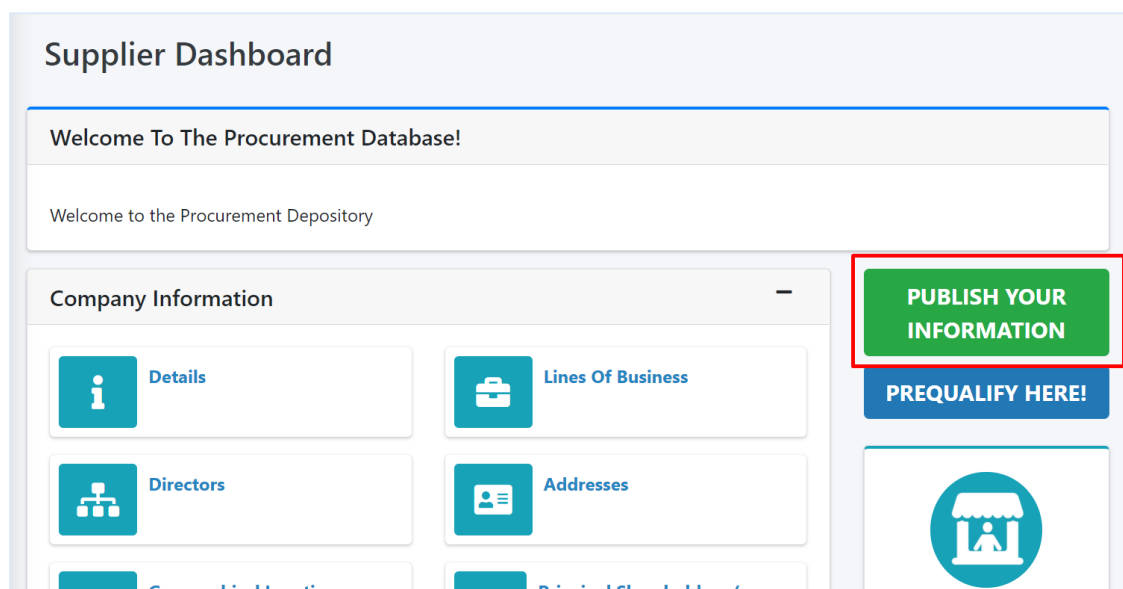 Supplier Dashboard
Welcome To The Procurement Database!
Welcome to the Procurement Depository
Company Information
PUBLISH YOUR
INFORMATION
PREQUALIFY HERE!
Details
Lines Of Business
Directors
Addresses